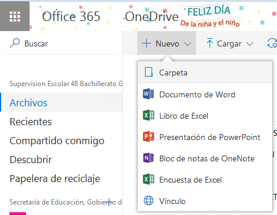 Office 365
OneDrive
FELIZ DÍA
De la niña y el niño
Buscar
Nuevo
Cargar
Supervision Escolar 48 Bachillerato G
Archivos
Recientes
Compartido conmigo
Descubrir
Papelera de reciclaje
Secretaría de Educación, Gobierno de
Carpeta
Documento de Word
Libro de Excel
Presentación de PowerPoint
Bloc de notas de OneNote
Encuesta de Excel
Vínculo